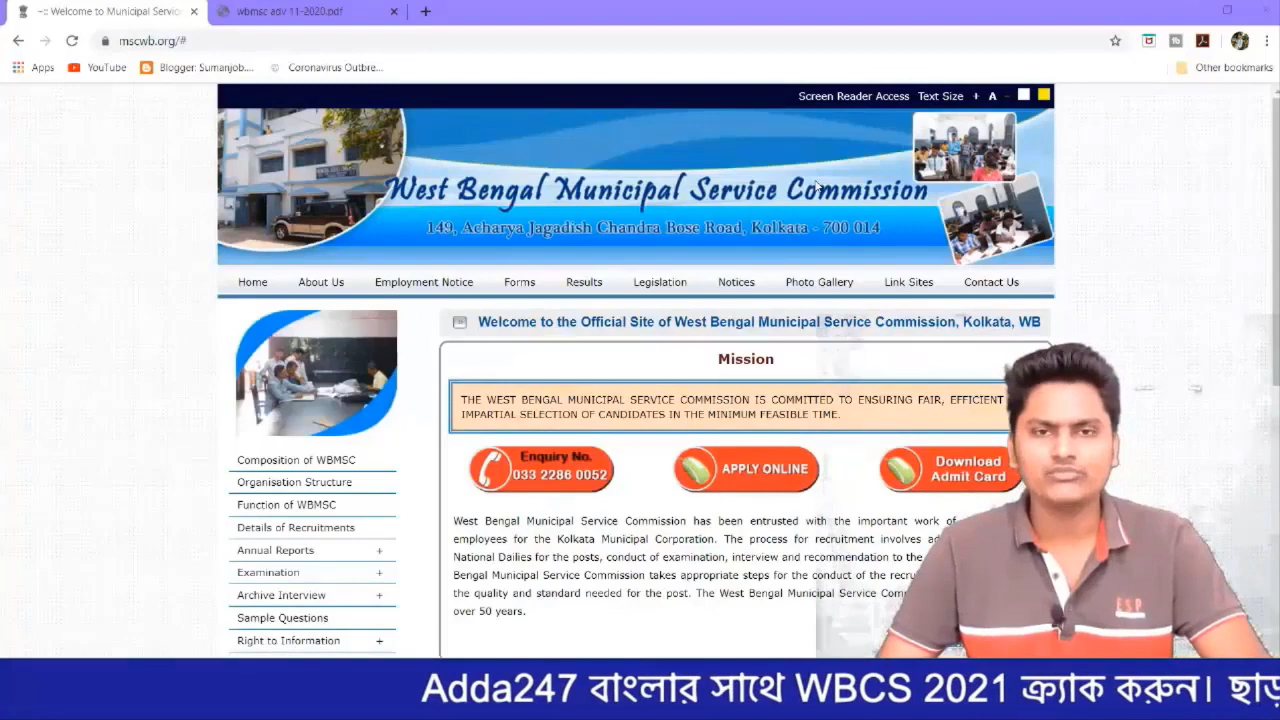 -:: Welcome to Municipal Servic
wbmsc adv 11-2020.pdf
mscwb.org/#
Apps
YouTube
Blogger: Sumanjob....
Coronavirus Outbre...
Other bookmarks
Screen Reader Access Text Size + A -
West Bengal Municipal Service Commission
149, Acharya Jagadish Chandra Bose Road, Kolkata - 700 014
Home
About Us
Employment Notice
Forms
Results
Legislation
Notices
Photo Gallery
Link Sites
Contact Us
Welcome to the Official Site of West Bengal Municipal Service Commission, Kolkata, WB
Mission
THE WEST BENGAL MUNICIPAL SERVICE COMMISSION IS COMMITTED TO ENSURING FAIR, EFFICIENT
IMPARTIAL SELECTION OF CANDIDATES IN THE MINIMUM FEASIBLE TIME.
Enquiry No.
033 2286 0052
APPLY ONLINE
Download
Admit Card
Composition of WBMSC
Organisation Structure
Function of WBMSC
Details of Recruitments
Annual Reports +
Examination +
Archive Interview +
Sample Questions
Right to Information +
West Bengal Municipal Service Commission has been entrusted with the important work of
employees for the Kolkata Municipal Corporation. The process for recruitment involves
National Dailies for the posts, conduct of examination, interview and recommendation to the
Bengal Municipal Service Commission takes appropriate steps for the conduct of the
the quality and standard needed for the post. The West Bengal Municipal Service
over 50 years.
ESP
Adda247 বাংলার সাথে WBCS 2021 ক্র্যাক করুন। ছাড়